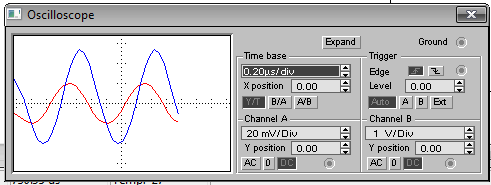 Oscilloscope
Expand
Ground
Time base
0.20µs/div
X position 0.00
Y/T B/A A/B
Trigger
Edge
Level 0.00
Auto A B Ext
Channel A
20 mV/Div
Y position 0.00
AC 0 DC
Channel B
1 V/Div
Y position 0.00
AC 0 DC